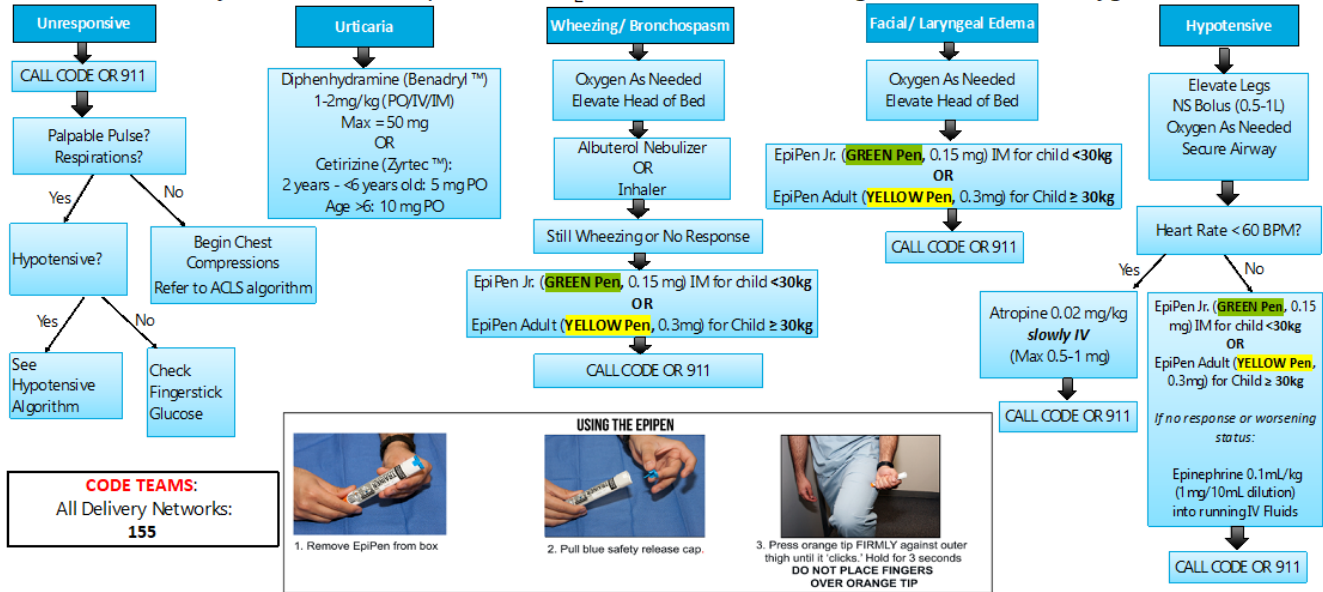 Unresponsive
CALL CODE OR 911
Palpable Pulse?
Respirations?
Yes
No
Hypotensive?
Begin Chest
Compressions
Refer to ACLS algorithm
Yes
No
See
Hypotensive
Algorithm
Check
Fingerstick
Glucose
CODE TEAMS:
All Delivery Networks:
155
Urticaria
Diphenhydramine (Benadryl ™)
1-2mg/kg (PO/IV/IM)
Max = 50 mg
OR
Cetirizine (Zyrtec ™):
2 years - <6 years old: 5 mg PO
Age >6: 10 mg PO
Wheezing/ Bronchospasm
Oxygen As Needed
Elevate Head of Bed
Albuterol Nebulizer
OR
Inhaler
Still Wheezing or No Response
EpiPen Jr. (GREEN Pen, 0.15 mg) IM for child <30kg
OR
EpiPen Adult (YELLOW Pen, 0.3mg) for Child ≥ 30kg
CALL CODE OR 911
Facial/ Laryngeal Edema
Oxygen As Needed
Elevate Head of Bed
EpiPen Jr. (GREEN Pen, 0.15 mg) IM for child <30kg
OR
EpiPen Adult (YELLOW Pen, 0.3mg) for Child ≥ 30kg
CALL CODE OR 911
Hypotensive
Elevate Legs
NS Bolus (0.5-1L)
Oxygen As Needed
Secure Airway
Heart Rate < 60 BPM?
Yes
No
Atropine 0.02 mg/kg
slowly IV
(Max 0.5-1 mg)
CALL CODE OR 911
EpiPen Jr. (GREEN Pen, 0.15
mg) IM for child <30kg
OR
EpiPen Adult (YELLOW Pen,
0.3mg) for Child ≥ 30kg
If no response or worsening
status:
Epinephrine 0.1mL/kg
(1mg/10mL dilution)
into running IV Fluids
CALL CODE OR 911
USING THE EPIPEN
TRAINER
TRAINER
1. Remove EpiPen from box
2. Pull blue safety release cap.
3. Press orange tip FIRMLY against outer
thigh until it 'clicks.' Hold for 3 seconds
DO NOT PLACE FINGERS
OVER ORANGE TIP